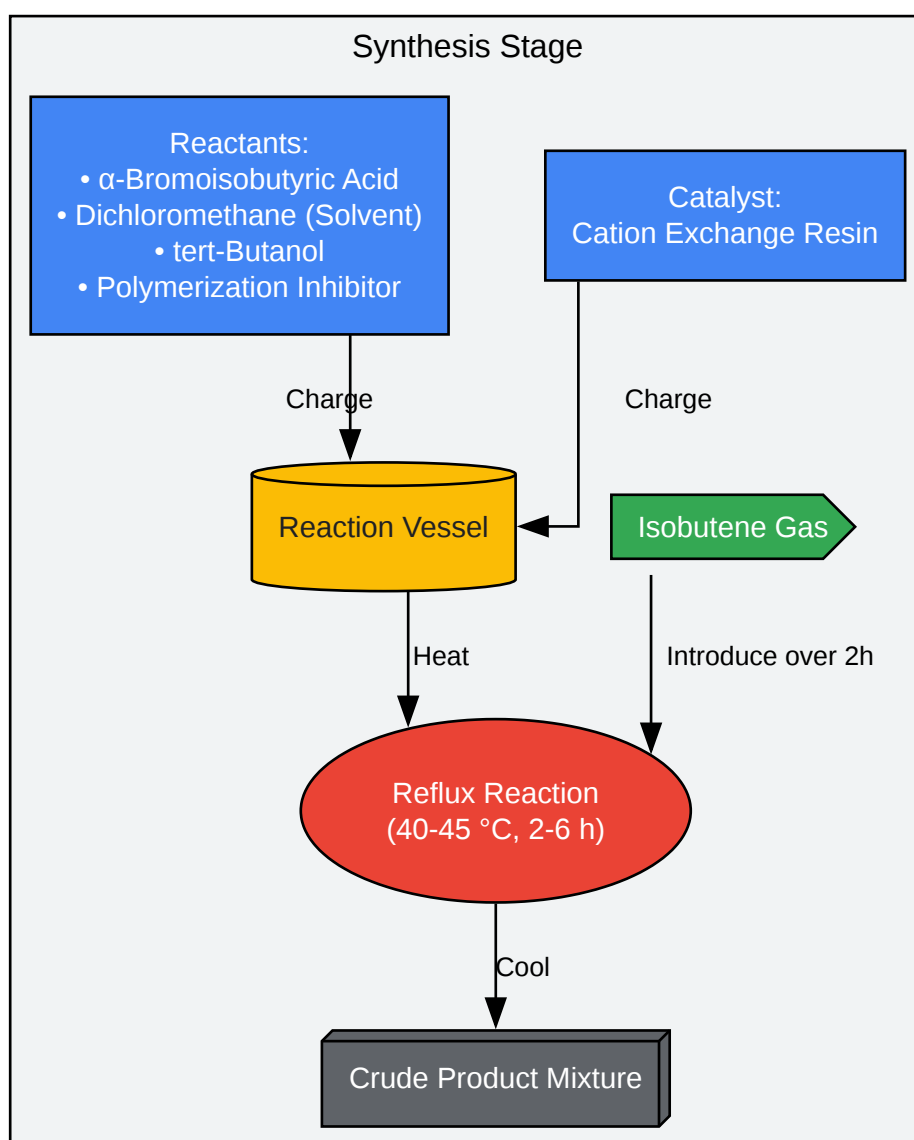 Synthesis Stage
Reactants:
• α-Bromoisobutyric Acid
• Dichloromethane (Solvent)
• tert-Butanol
• Polymerization Inhibitor
Catalyst:
Cation Exchange Resin
Charge
Charge
Reaction Vessel
Isobutene Gas
Heat
Introduce over 2h
Reflux Reaction
(40-45 °C, 2-6 h)
Cool
Crude Product Mixture